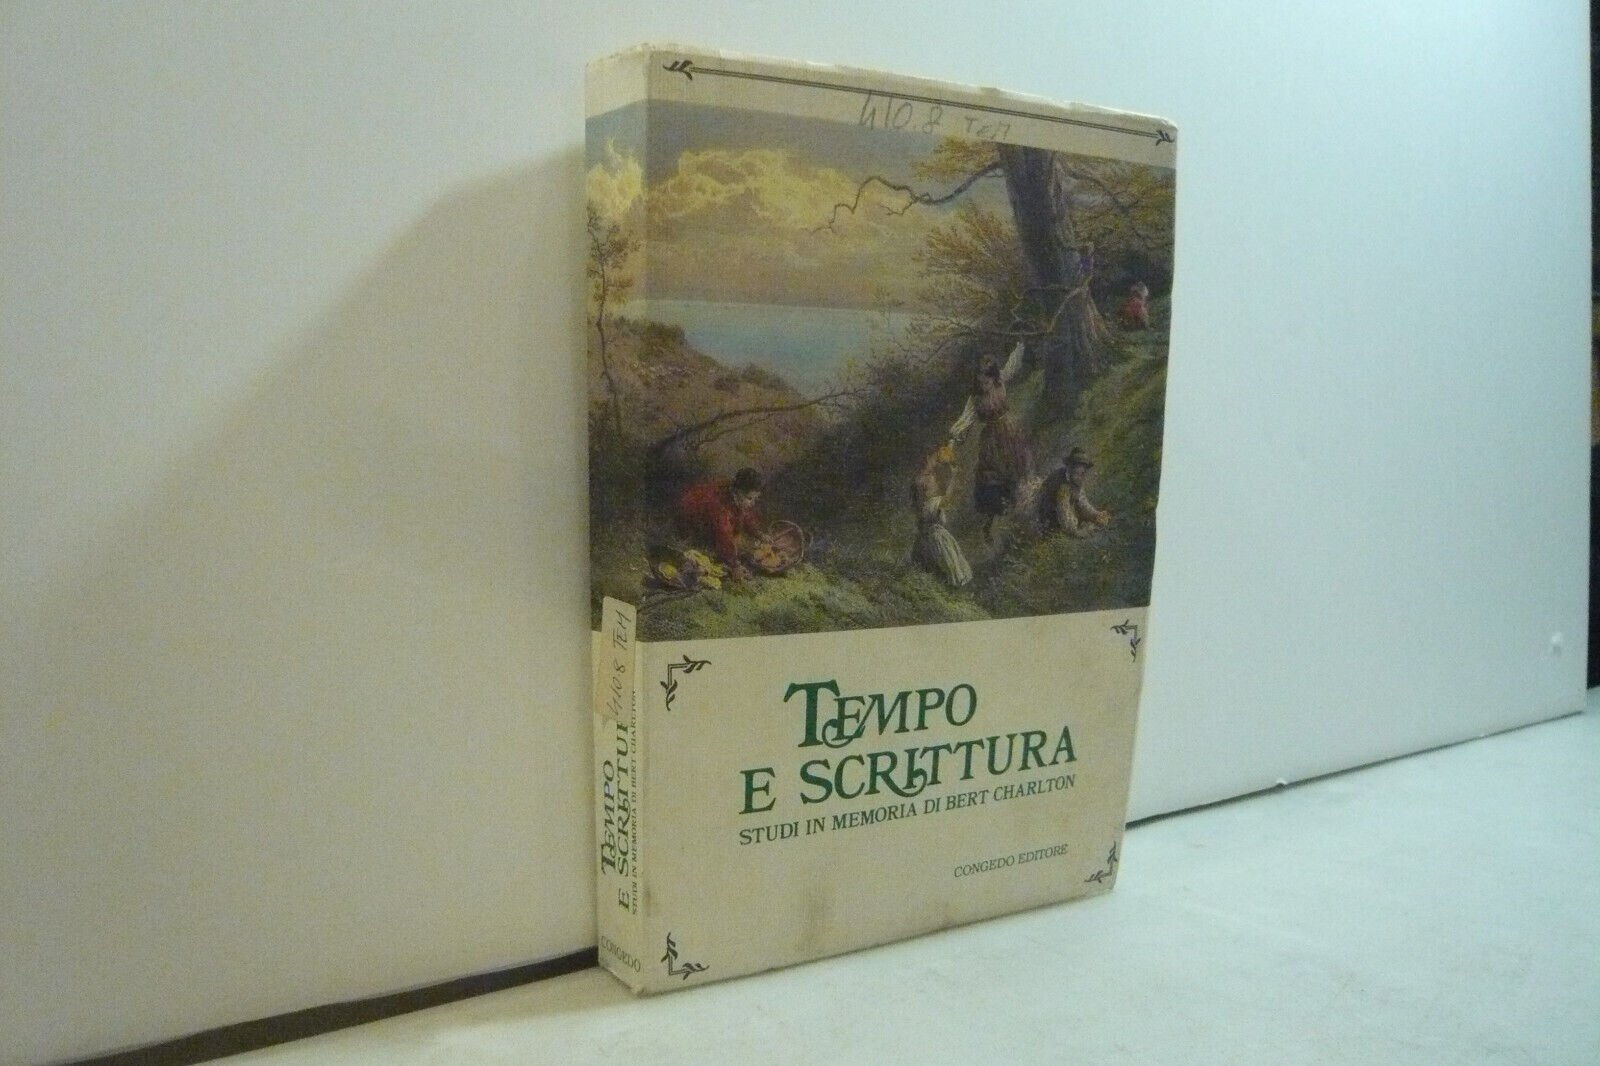 410.8 TEM
TEMPO
E SCRITTURA
STUDI IN MEMORIA DI BERT CHARLTON
CONGEDO EDITORE
410.8 TEM
TEMPO
E SCRITTUR
STUDI IN MEMORIA DI BERT CHARLTON
CONGEDO